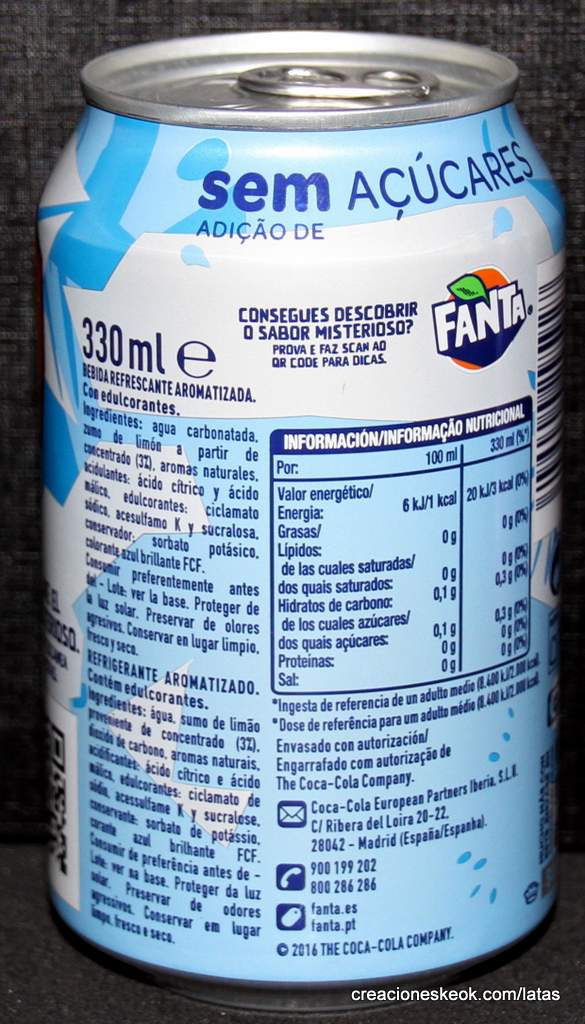 sem AÇÚCARES
ADIÇÃO DE
CONSEGUES DESCOBRIR
O SABOR MISTERIOSO?
PROVA E FAZ SCAN AO
QR CODE PARA DICAS.
FANTA
330 ml e
BEBIDA REFRESCANTE AROMATIZADA.
Con edulcorantes.
Ingredientes: agua carbonatada,
zumo de limón a partir de
concentrado (3%), aromas naturales,
acidulantes: ácido cítrico y ácido
málico, edulcorantes: ciclamato
sódico, acesulfamo K y sucralosa,
conservador: sorbato potásico,
colorante azul brillante FCF.
Consumir preferentemente antes
del - Lote: ver la base. Proteger de
la luz solar. Preservar de olores
agresivos. Conservar en lugar limpio,
fresco y seco.
REFRIGERANTE AROMATIZADO.
Contém edulcorantes.
Ingredientes: água, sumo de limão
proveniente de concentrado (3%),
dióxido de carbono, aromas naturais,
acidificantes: ácido cítrico e ácido
málico, edulcorantes: ciclamato de
sódio, acessulfame K y sucralose,
conservante: sorbato de potássio,
corante azul brilhante FCF.
Consumir de preferência antes de -
Lote: ver na base. Proteger da luz
solar. Preservar de odores
agressivos. Conservar em lugar
limpo, fresco e seco.
INFORMACIÓN/INFORMAÇÃO NUTRICIONAL
Por: 100 ml 330 ml (%*)
Valor energético/
Energia: 6 kJ/1 kcal 20 kJ/3 kcal (0%)
Grasas/
Lípidos: 0 g 0 g (0%)
de las cuales saturadas/
dos quais saturados: 0 g 0 g (0%)
Hidratos de carbono: 0,1 g 0,3 g (0%)
de los cuales azúcares/
dos quais açúcares: 0,1 g 0,3 g (0%)
Proteínas: 0 g 0 g (0%)
Sal: 0 g 0 g (0%)
*Ingesta de referencia de un adulto medio (8.400 kJ/2.000 kcal).
*Dose de referência para um adulto médio (8.400 kJ/2.000 kcal).
Envasado con autorización/
Engarrafado com autorização de
The Coca-Cola Company.
Coca-Cola European Partners Iberia, S.L.U.
C/ Ribera del Loira 20-22,
28042 - Madrid (España/Espanha).
900 199 202
800 286 286
fanta.es
fanta.pt
© 2016 THE COCA-COLA COMPANY.
creacioneskeok.com/latas